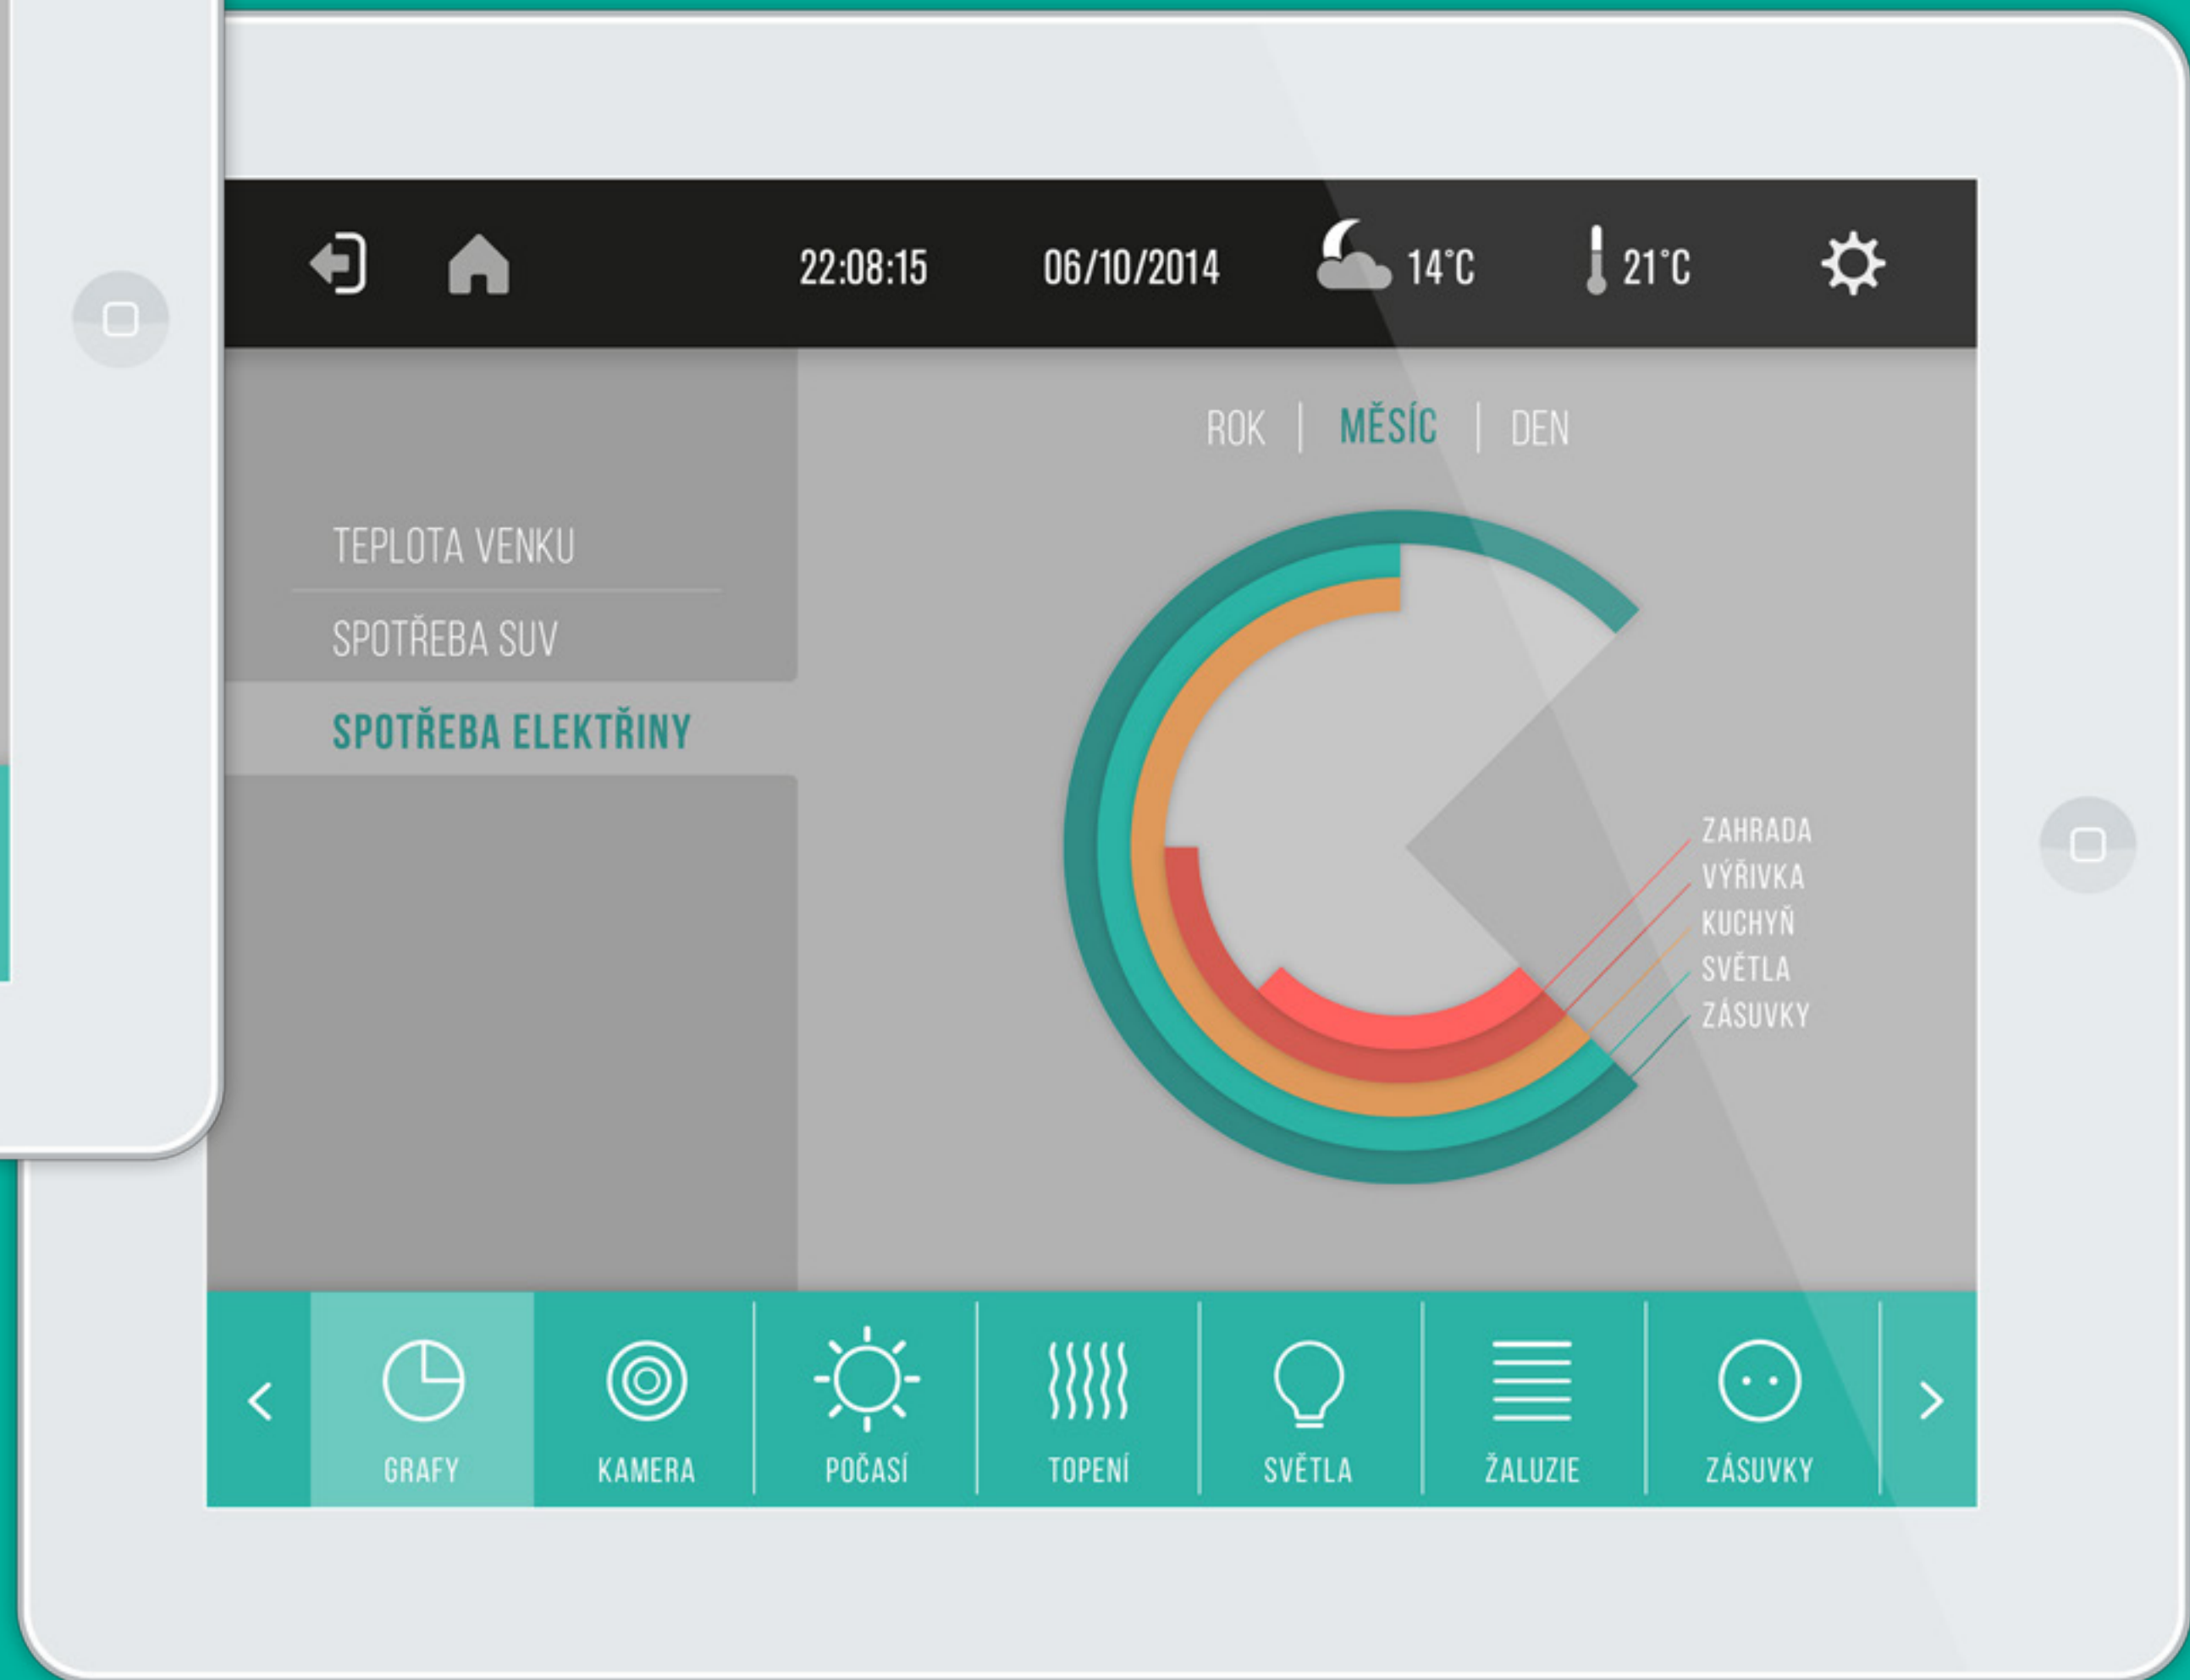 22:08:15 06/10/2014 14°C 21°C
ROK | MĚSÍC | DEN
TEPLOTA VENKU
SPOTŘEBA SUV
SPOTŘEBA ELEKTŘINY
ZAHRADA
VÝŘIVKA
KUCHYŇ
SVĚTLA
ZÁSUVKY
GRAFY KAMERA POČASÍ TOPENÍ SVĚTLA ŽALUZIE ZÁSUVKY